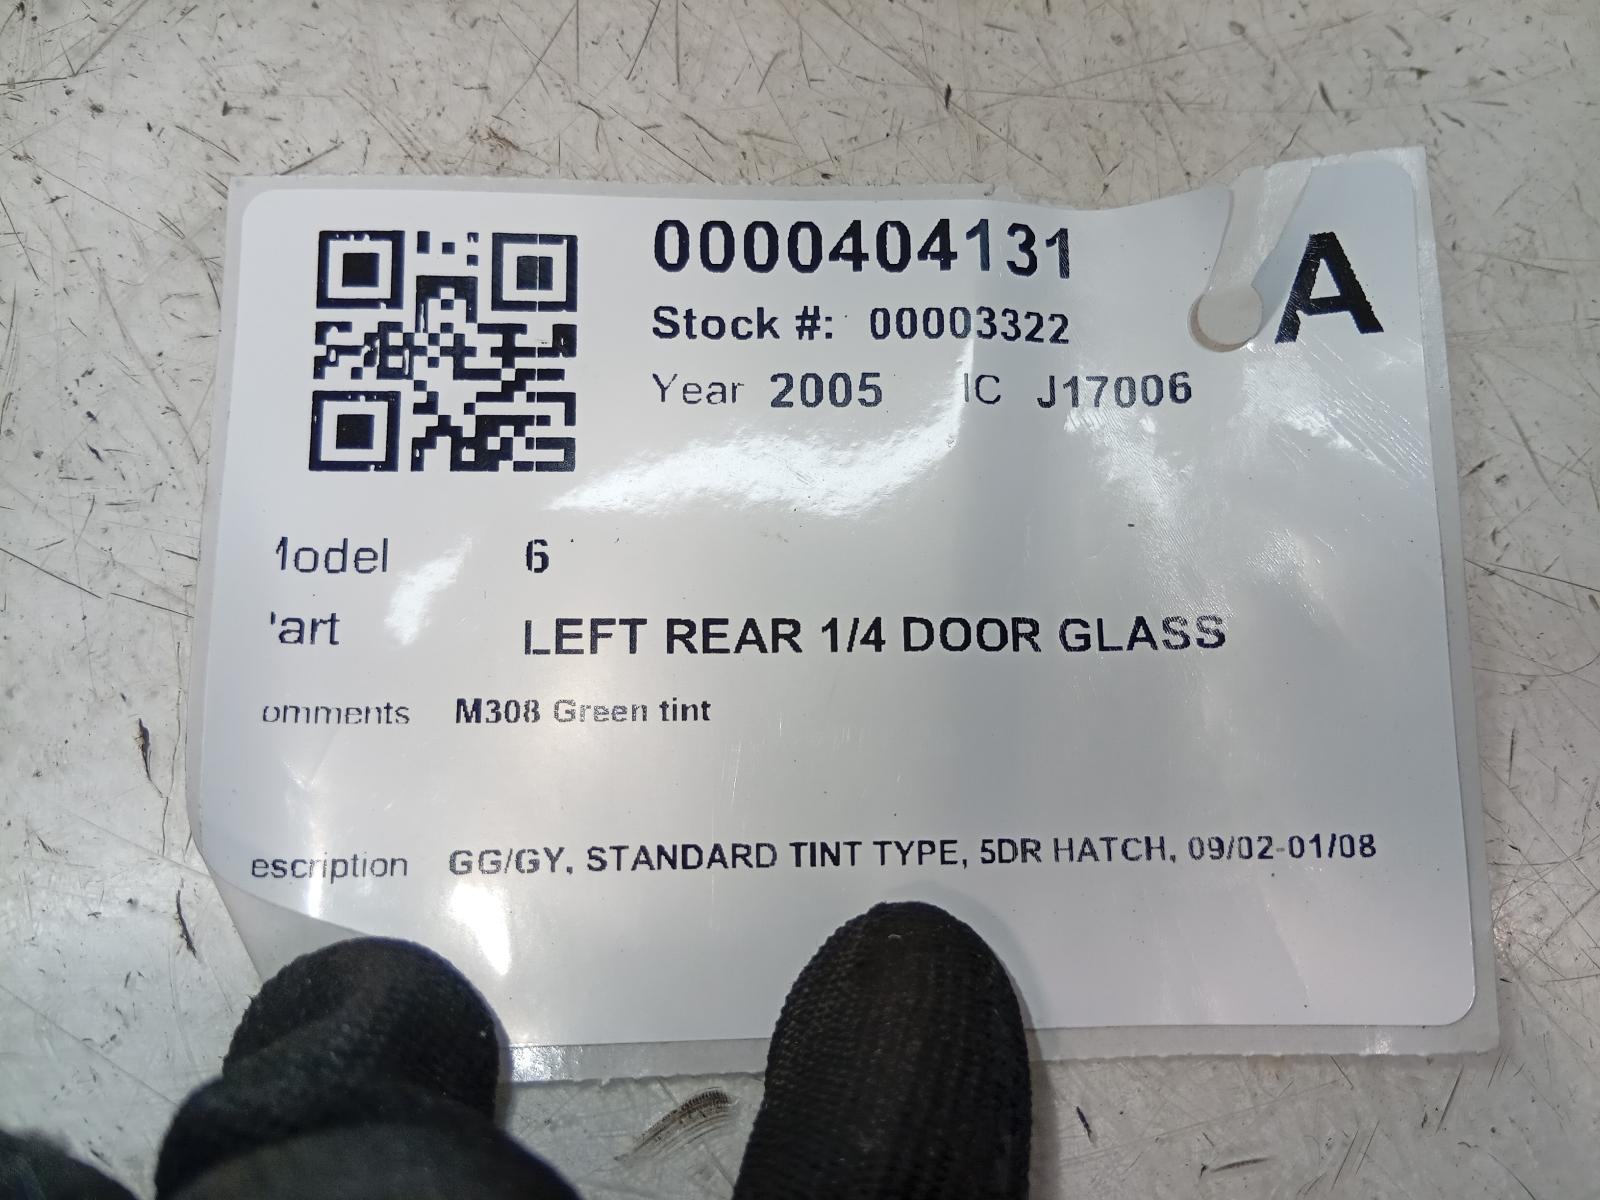 0000404131
A
Stock #: 00003322
Year 2005 IC J17006
Model 6
Part LEFT REAR 1/4 DOOR GLASS
omments M308 Green tint
escription GG/GY, STANDARD TINT TYPE, 5DR HATCH, 09/02-01/08